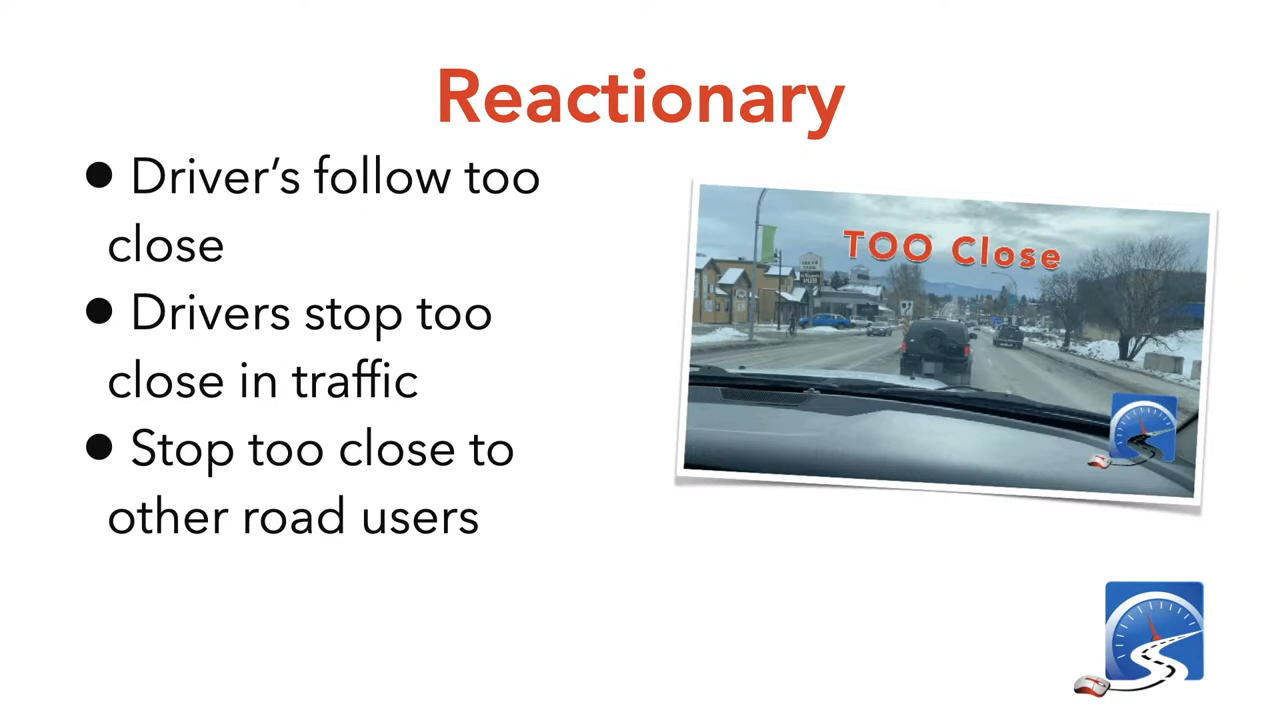 Reactionary
● Driver’s follow too
close
● Drivers stop too
close in traffic
● Stop too close to
other road users
TOO Close